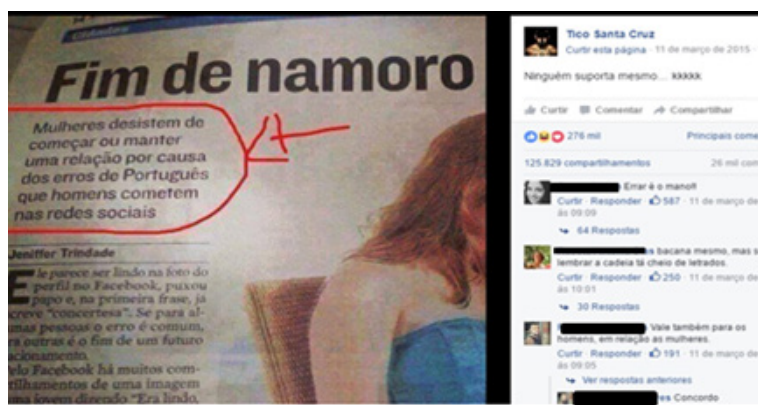 Cidades
Fim de namoro
Mulheres desistem de
começar ou manter
uma relação por causa
dos erros de Português
que homens cometem
nas redes sociais
Jeniffer Trindade
Ele parece ser lindo na foto do
perfil no Facebook, puxou
papo e, na primeira frase, já
creve "concertesa". Se para al-
mas pessoas o erro é comum,
ra outras é o fim de um futuro
acionamento.
elo Facebook há muitos com-
tilhamentos de uma imagem
uma jovem dizendo "Era lindo,
Tico Santa Cruz
Curtir esta página · 11 de março de 2015 ·
Ninguém suporta mesmo... kkkkk
Curtir Comentar Compartilhar
276 mil Principais come
125.829 compartilhamentos 26 mil com
Errar é o mano!!
Curtir · Responder · 587 · 11 de março de
às 09:09
64 Respostas
es bacana mesmo, mas s
lembrar a cadeia tá cheio de letrados.
Curtir · Responder · 250 · 11 de março de
às 10:01
30 Respostas
Vale também para os
homens, em relação as mulheres.
Curtir · Responder · 191 · 11 de março de
às 09:05
Ver respostas anteriores
es Concordo